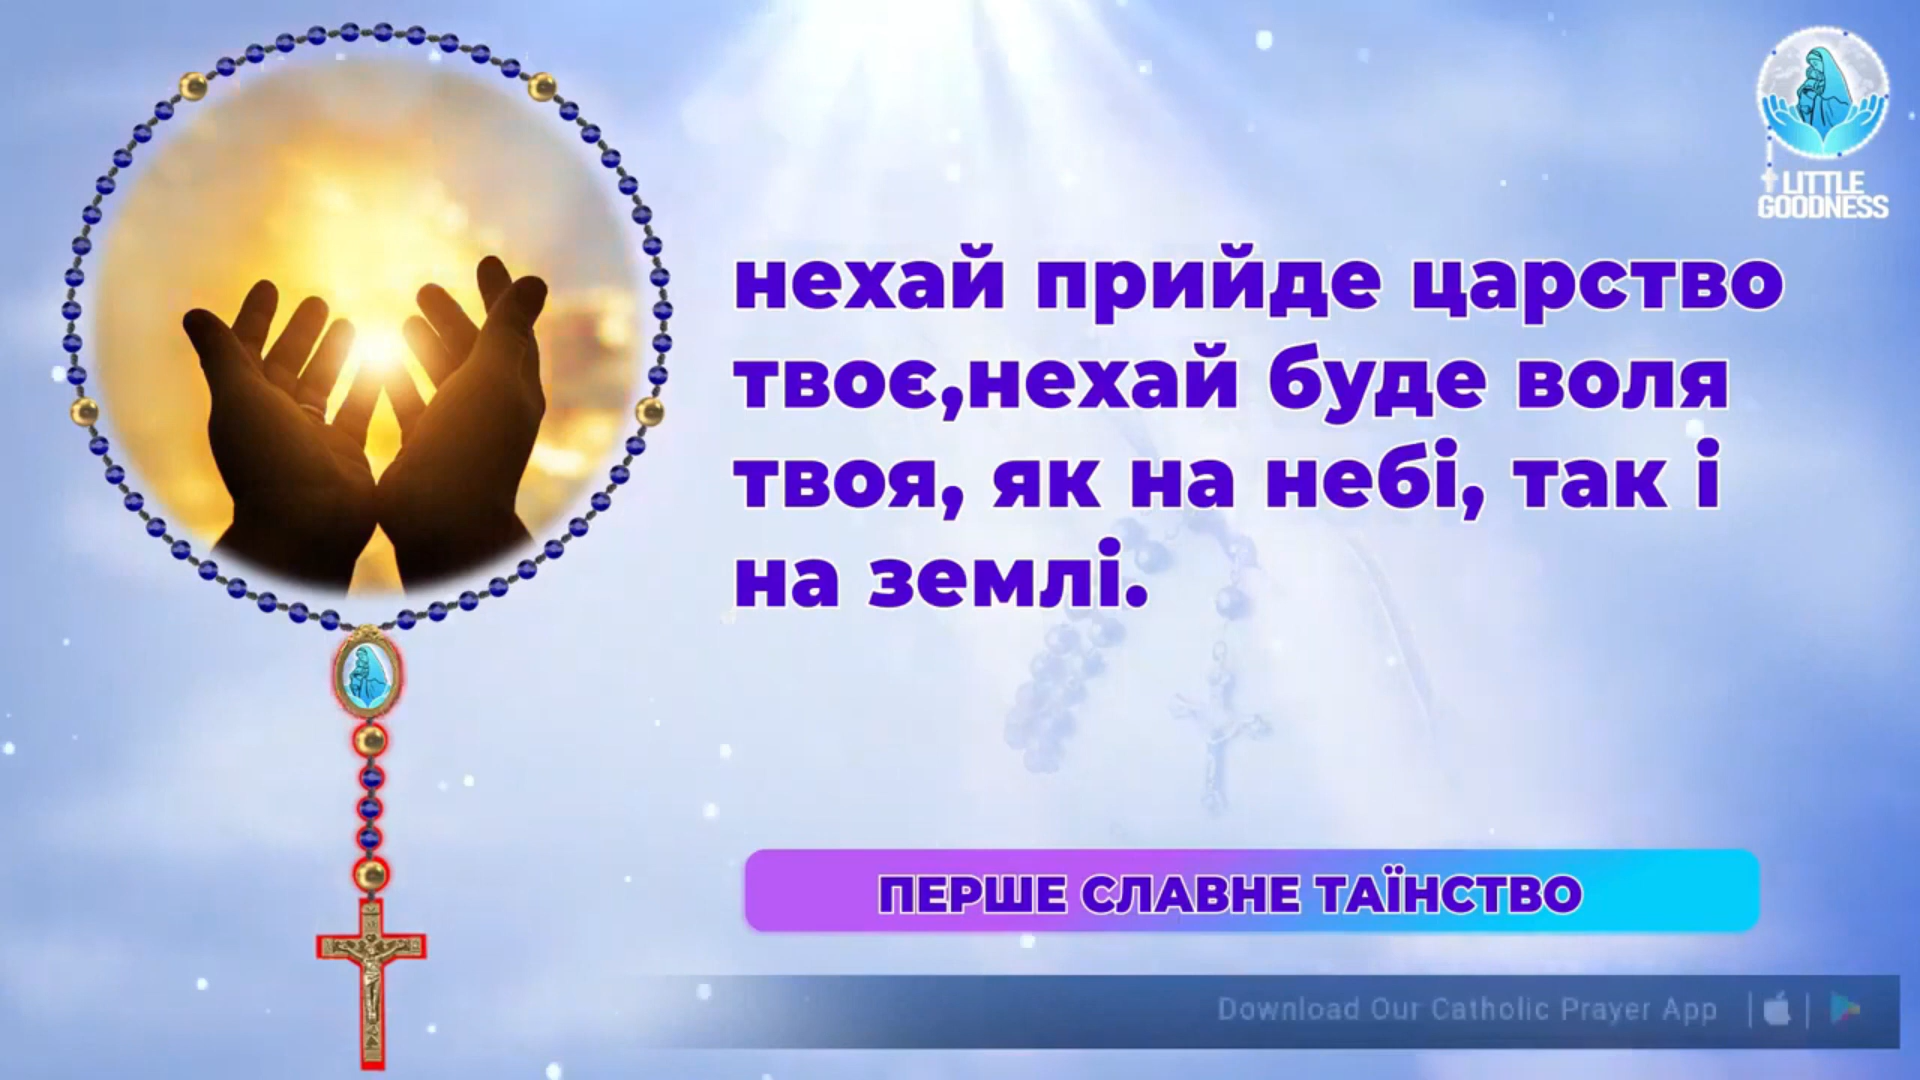 LITTLE
GOODNESS
нехай прийде царство
твоє,нехай буде воля
твоя, як на небі, так і
на землі.
ПЕРШЕ СЛАВНЕ ТАЇНСТВО
Download Our Catholic Prayer App